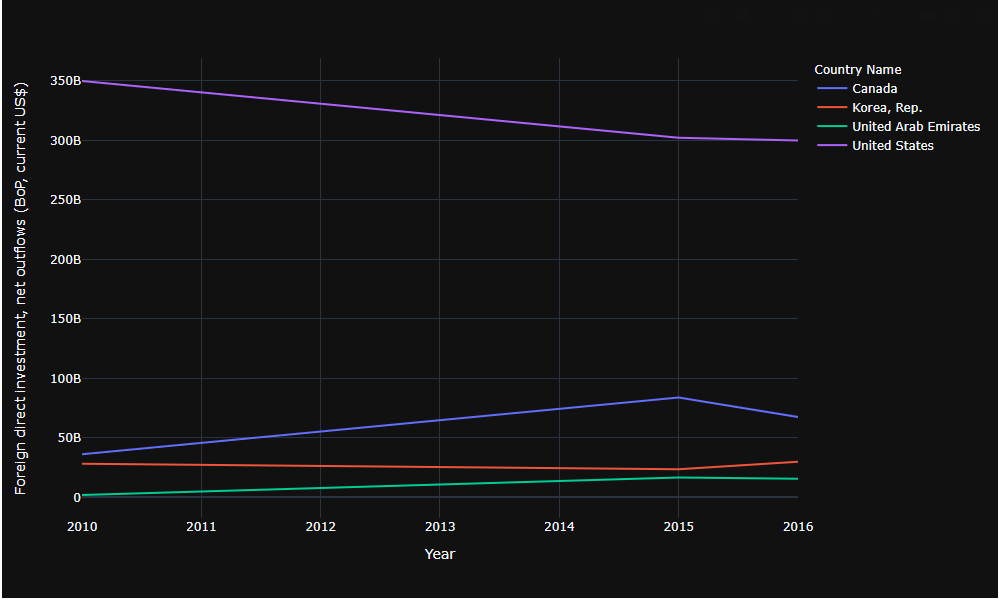 Country Name
Canada
Korea, Rep.
United Arab Emirates
United States
Foreign direct investment, net outflows (BoP, current US$)
350B
300B
250B
200B
150B
100B
50B
0
2010 2011 2012 2013 2014 2015 2016
Year